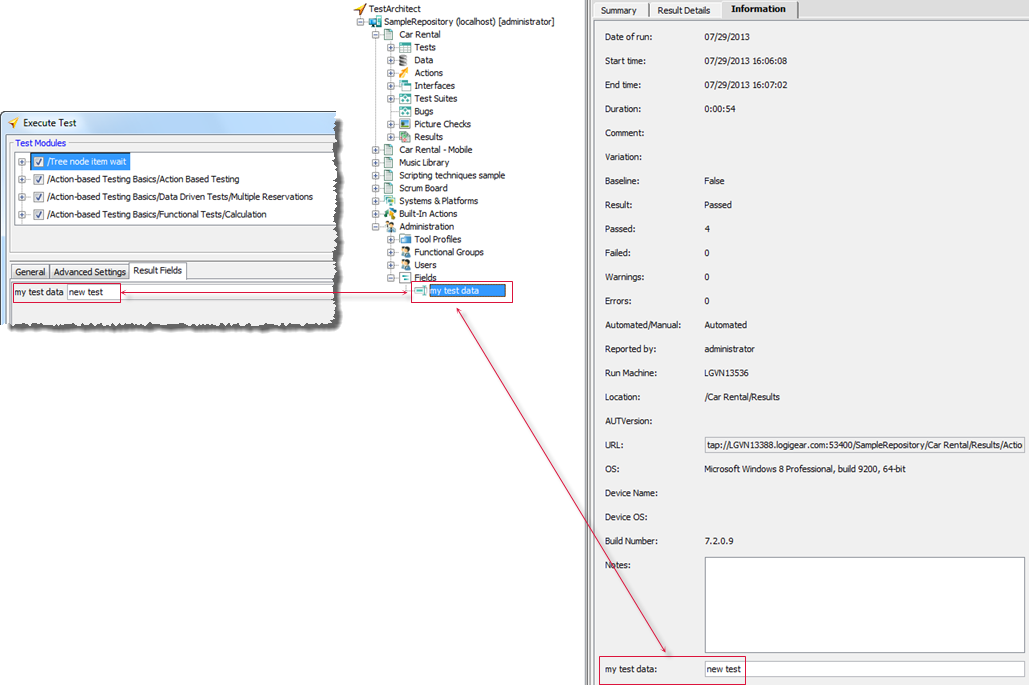 Execute Test
Test Modules
/Tree node item wait
/Action-based Testing Basics/Action Based Testing
/Action-based Testing Basics/Data Driven Tests/Multiple Reservations
/Action-based Testing Basics/Functional Tests/Calculation
General Advanced Settings Result Fields
my test data new test
TestArchitect
SampleRepository (localhost) [administrator]
Car Rental
Tests
Data
Actions
Interfaces
Test Suites
Bugs
Picture Checks
Results
Car Rental - Mobile
Music Library
Scripting techniques sample
Scrum Board
Systems & Platforms
Built-In Actions
Administration
Tool Profiles
Functional Groups
Users
Fields
my test data
Summary Result Details Information
Date of run: 07/29/2013
Start time: 07/29/2013 16:06:08
End time: 07/29/2013 16:07:02
Duration: 0:00:54
Comment:
Variation:
Baseline: False
Result: Passed
Passed: 4
Failed: 0
Warnings: 0
Errors: 0
Automated/Manual: Automated
Reported by: administrator
Run Machine: LGVN13536
Location: /Car Rental/Results
AUTVersion:
URL: tap://LGVN13388.logigear.com:53400/SampleRepository/Car Rental/Results/Actio
OS: Microsoft Windows 8 Professional, build 9200, 64-bit
Device Name:
Device OS:
Build Number: 7.2.0.9
Notes:
my test data: new test